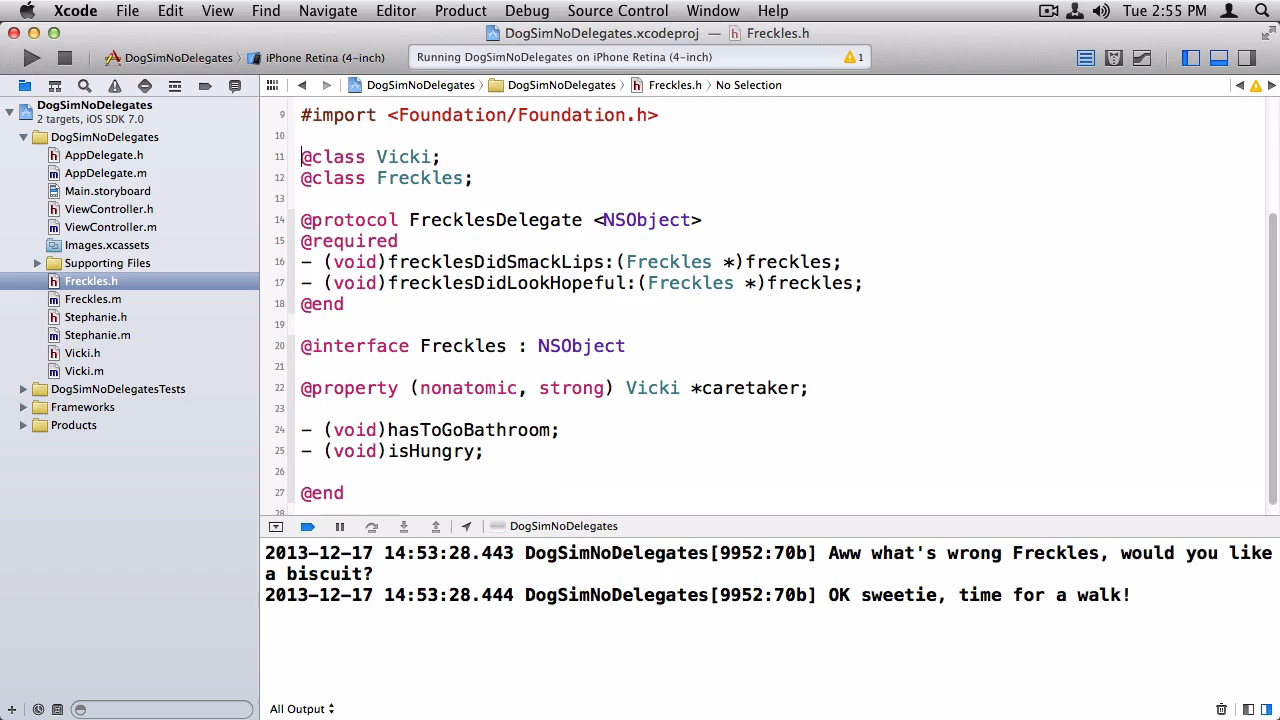 Xcode File Edit View Find Navigate Editor Product Debug Source Control Window Help Tue 2:55 PM
DogSimNoDelegates.xcodeproj — Freckles.h
DogSimNoDelegates iPhone Retina (4-inch) Running DogSimNoDelegates on iPhone Retina (4-inch) 1
DogSimNoDelegates DogSimNoDelegates Freckles.h No Selection
DogSimNoDelegates
2 targets, iOS SDK 7.0
DogSimNoDelegates
AppDelegate.h
AppDelegate.m
Main.storyboard
ViewController.h
ViewController.m
Images.xcassets
Supporting Files
Freckles.h
Freckles.m
Stephanie.h
Stephanie.m
Vicki.h
Vicki.m
DogSimNoDelegatesTests
Frameworks
Products
9 #import <Foundation/Foundation.h>
10
11 @class Vicki;
12 @class Freckles;
13
14 @protocol FrecklesDelegate <NSObject>
15 @required
16 - (void)frecklesDidSmackLips:(Freckles *)freckles;
17 - (void)frecklesDidLookHopeful:(Freckles *)freckles;
18 @end
19
20 @interface Freckles : NSObject
21
22 @property (nonatomic, strong) Vicki *caretaker;
23
24 - (void)hasToGoBathroom;
25 - (void)isHungry;
26
27 @end
28
DogSimNoDelegates
2013-12-17 14:53:28.443 DogSimNoDelegates[9952:70b] Aww what's wrong Freckles, would you like
a biscuit?
2013-12-17 14:53:28.444 DogSimNoDelegates[9952:70b] OK sweetie, time for a walk!
All Output